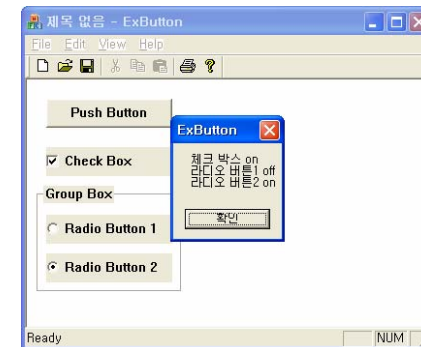 제목 없음 - ExButton
File Edit View Help
Push Button
ExButton
체크 박스 on
라디오 버튼1 off
라디오 버튼2 on
확인
Check Box
Group Box
Radio Button 1
Radio Button 2
Ready
NUM